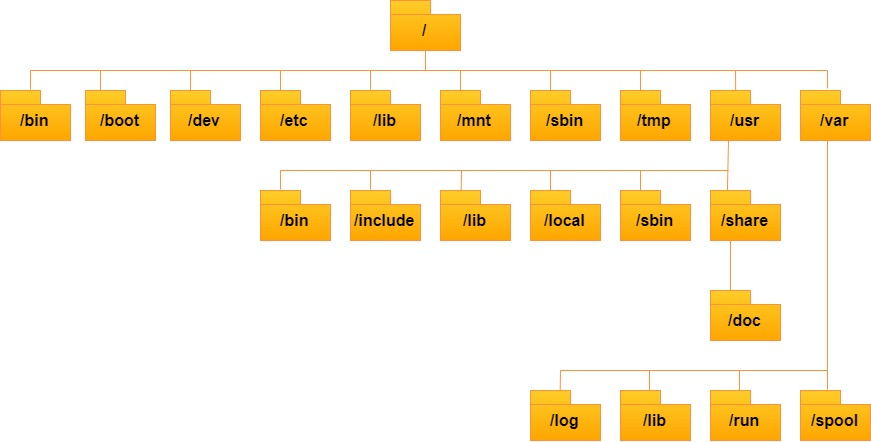 /
/bin /boot /dev /etc /lib /mnt /sbin /tmp /usr /var
/bin /include /lib /local /sbin /share
/doc
/log /lib /run /spool